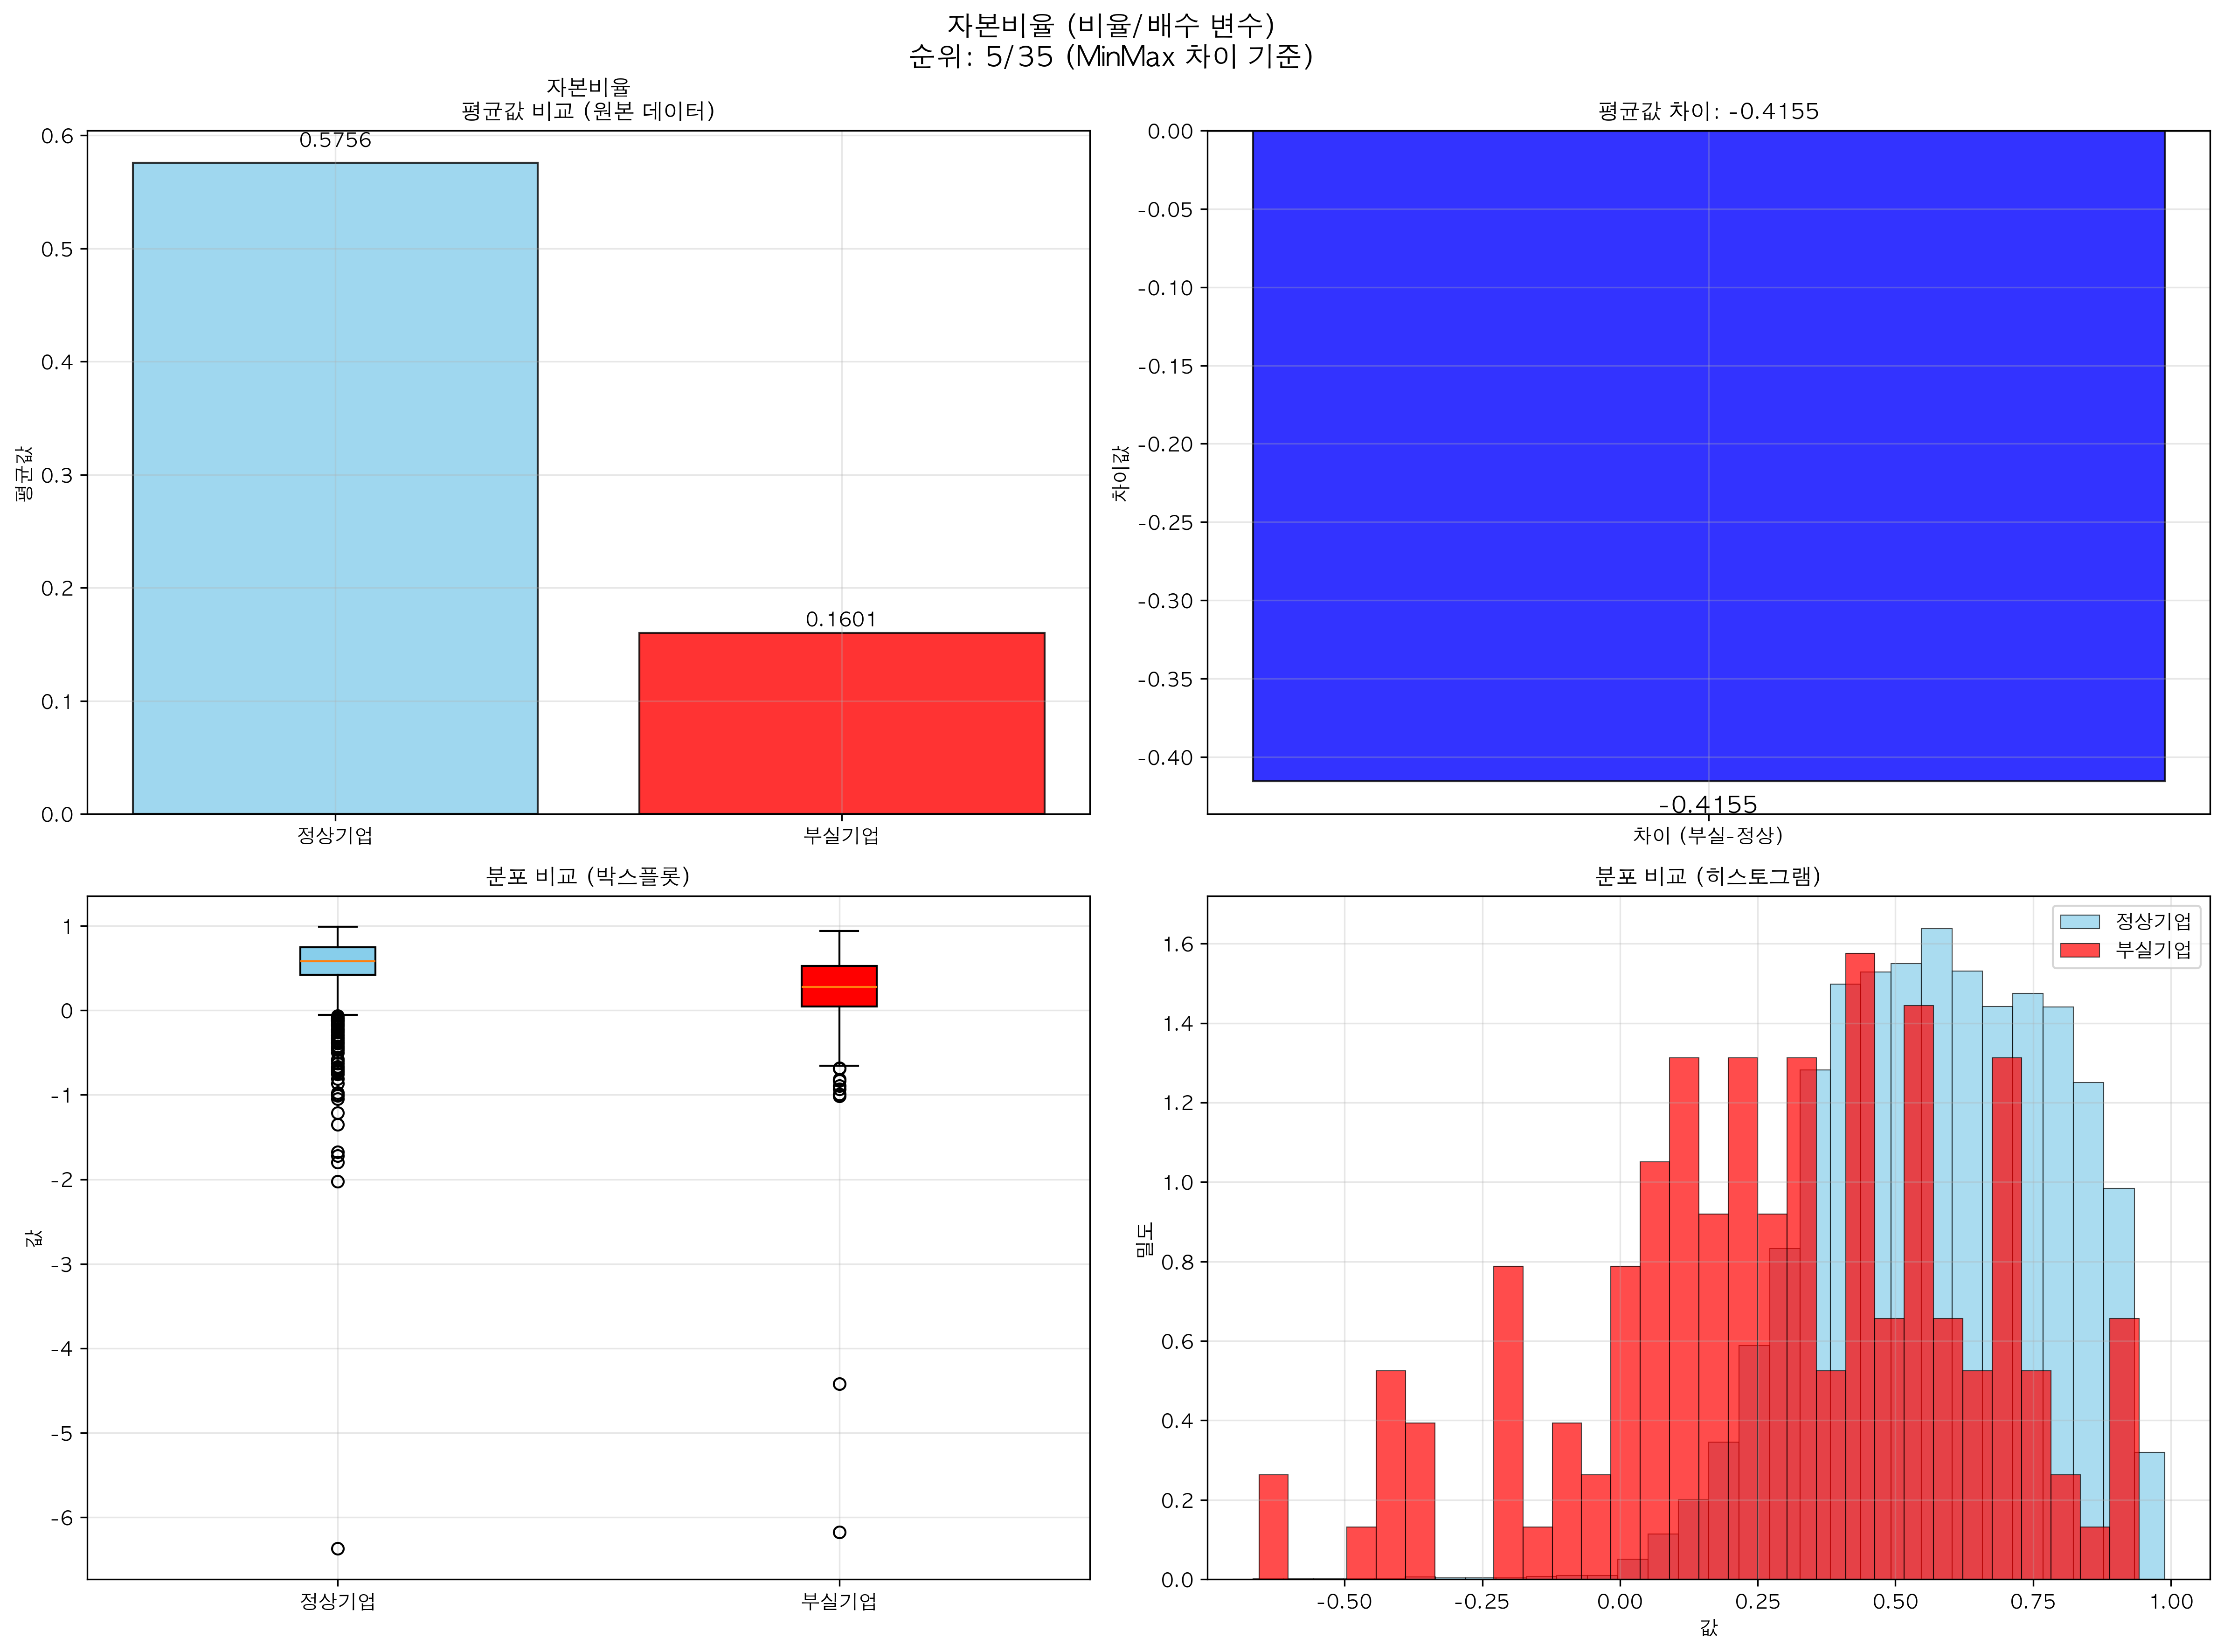 자본비율 (비율/배수 변수)
순위: 5/35 (MinMax 차이 기준)
자본비율
평균값 비교 (원본 데이터)
0.6
0.5
0.4
0.3
0.2
0.1
0.0
평균값
0.5756
0.1601
정상기업
부실기업
평균값 차이: -0.4155
0.00
-0.05
-0.10
-0.15
-0.20
-0.25
-0.30
-0.35
-0.40
차이값
-0.4155
차이 (부실-정상)
분포 비교 (박스플롯)
1
0
-1
-2
-3
-4
-5
-6
값
정상기업
부실기업
분포 비교 (히스토그램)
정상기업
부실기업
1.6
1.4
1.2
1.0
0.8
0.6
0.4
0.2
0.0
밀도
-0.50
-0.25
0.00
0.25
0.50
0.75
1.00
값